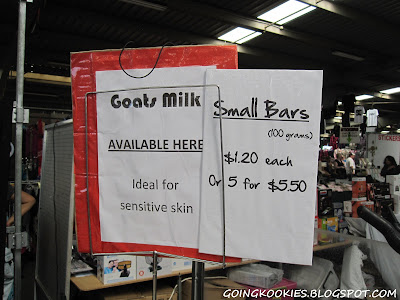 Goats Milk
AVAILABLE HERE
Ideal for
sensitive skin
Small Bars
(100 grams)
$1.20 each
Or 5 for $5.50
STICKERS
GOINGKOOKIES.BLOGSPOT.COM